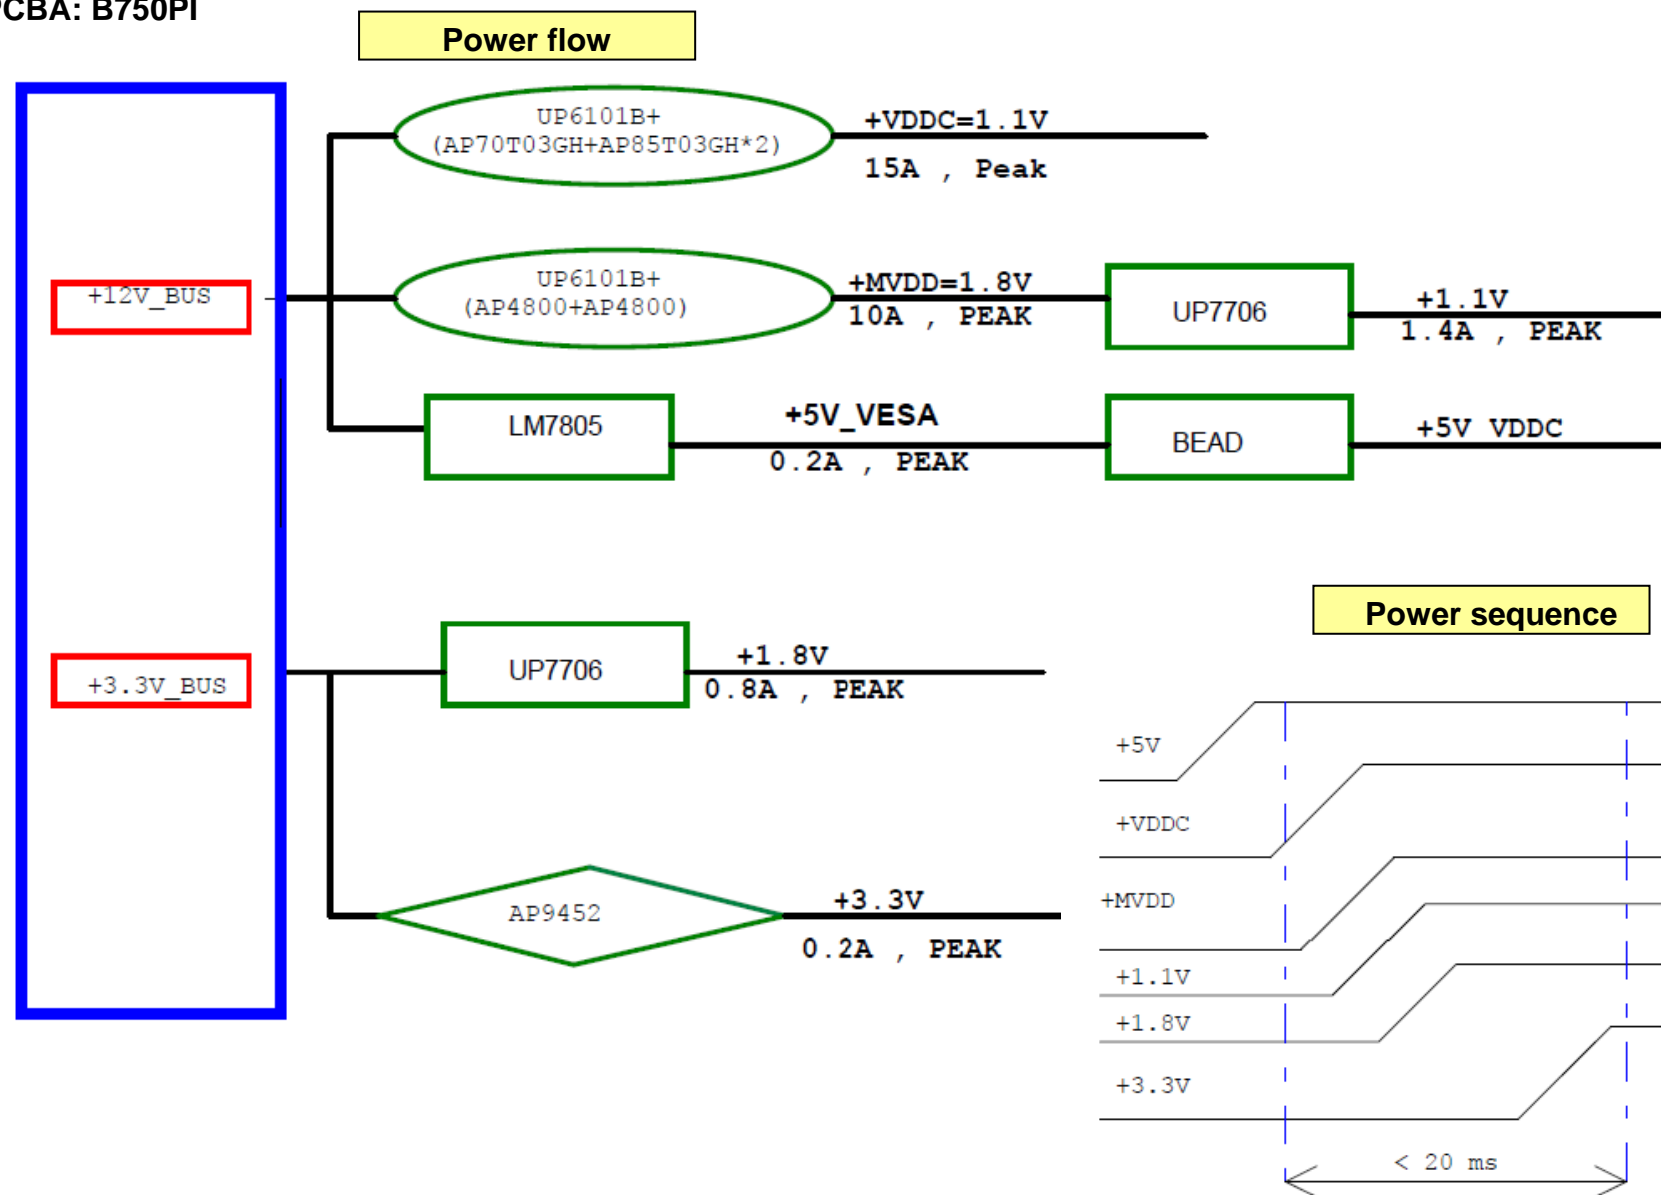 PCBA: B750PI
Power flow
UP6101B+
(AP70T03GH+AP85T03GH*2)
+VDDC=1.1V
15A , Peak
+12V_BUS
UP6101B+
(AP4800+AP4800)
+MVDD=1.8V
10A , PEAK
UP7706
+1.1V
1.4A , PEAK
LM7805
+5V_VESA
0.2A , PEAK
BEAD
+5V VDDC
+3.3V_BUS
UP7706
+1.8V
0.8A , PEAK
AP9452
+3.3V
0.2A , PEAK
Power sequence
+5V
+VDDC
+MVDD
+1.1V
+1.8V
+3.3V
< 20 ms